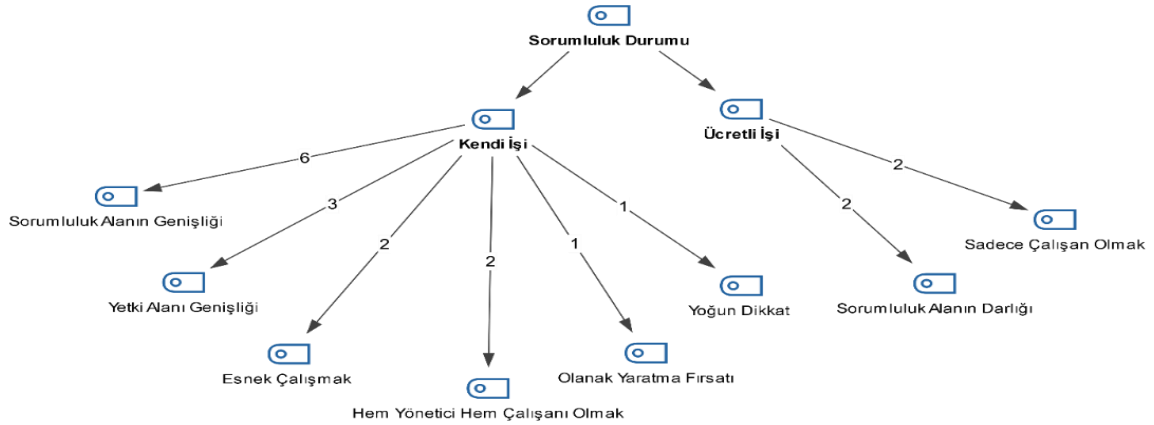 Sorumluluk Durumu
Kendi İşi
Ücretli İşi
6
3
2
2
1
1
2
2
Sorumluluk Alanın Genişliği
Sadece Çalışan Olmak
Yetki Alanı Genişliği
Yoğun Dikkat
Sorumluluk Alanın Darlığı
Esnek Çalışmak
Olanak Yaratma Fırsatı
Hem Yönetici Hem Çalışanı Olmak